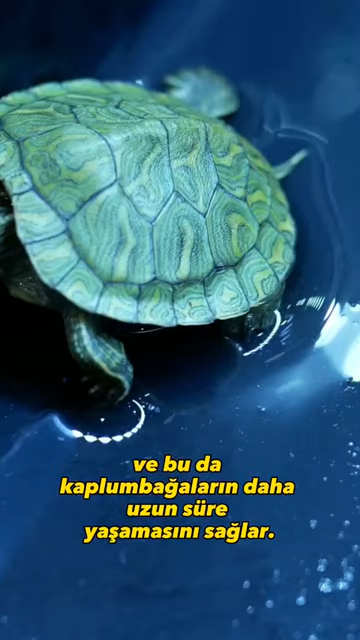 ve bu da
kaplumbağaların daha
uzun süre
yaşamasını sağlar.